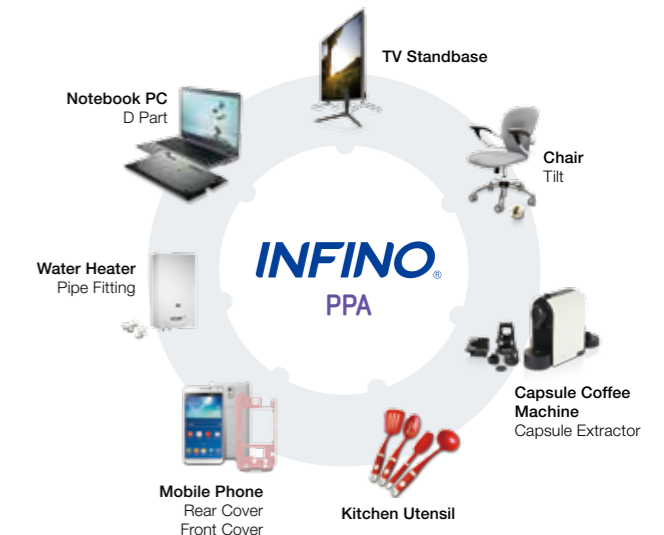 TV Standbase
Notebook PC
D Part
Chair
Tilt
INFINO®
PPA
Water Heater
Pipe Fitting
Capsule Coffee
Machine
Capsule Extractor
Mobile Phone
Rear Cover
Front Cover
Kitchen Utensil